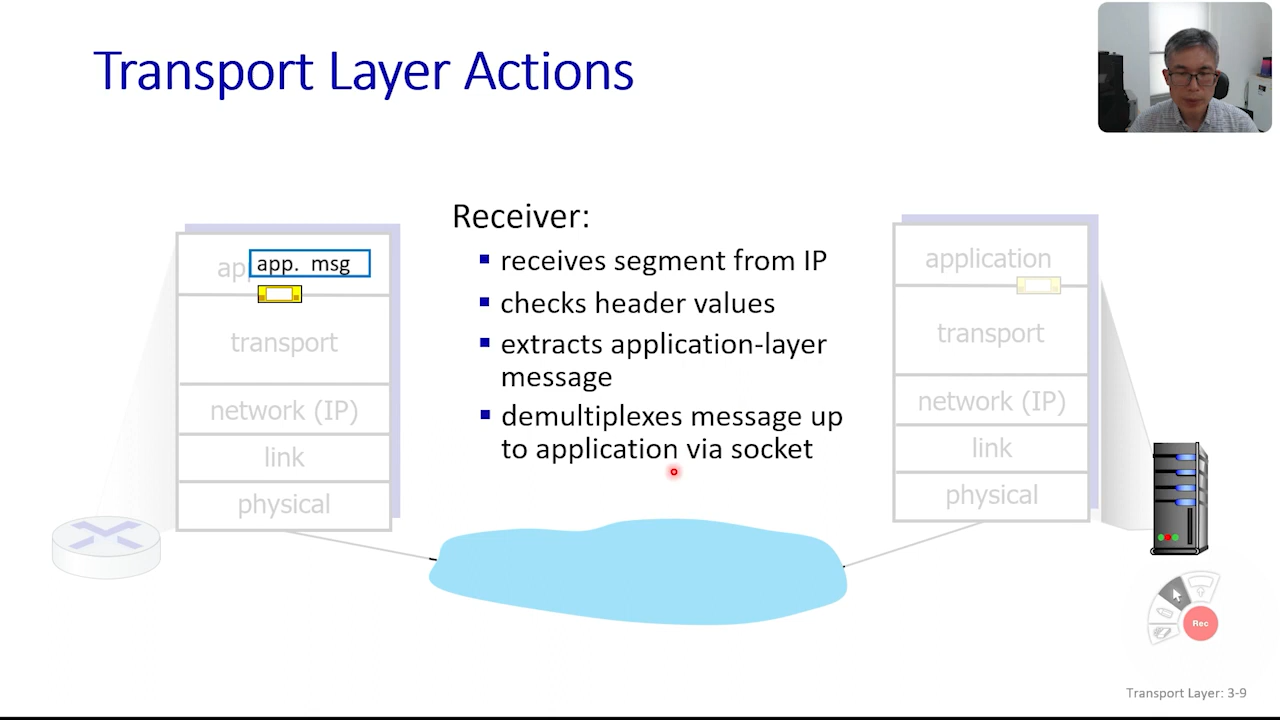 Transport Layer Actions
Receiver:
receives segment from IP
checks header values
extracts application-layer
message
demultiplexes message up
to application via socket
ap
app. msg
transport
network (IP)
link
physical
application
transport
network (IP)
link
physical
Rec
Transport Layer: 3-9